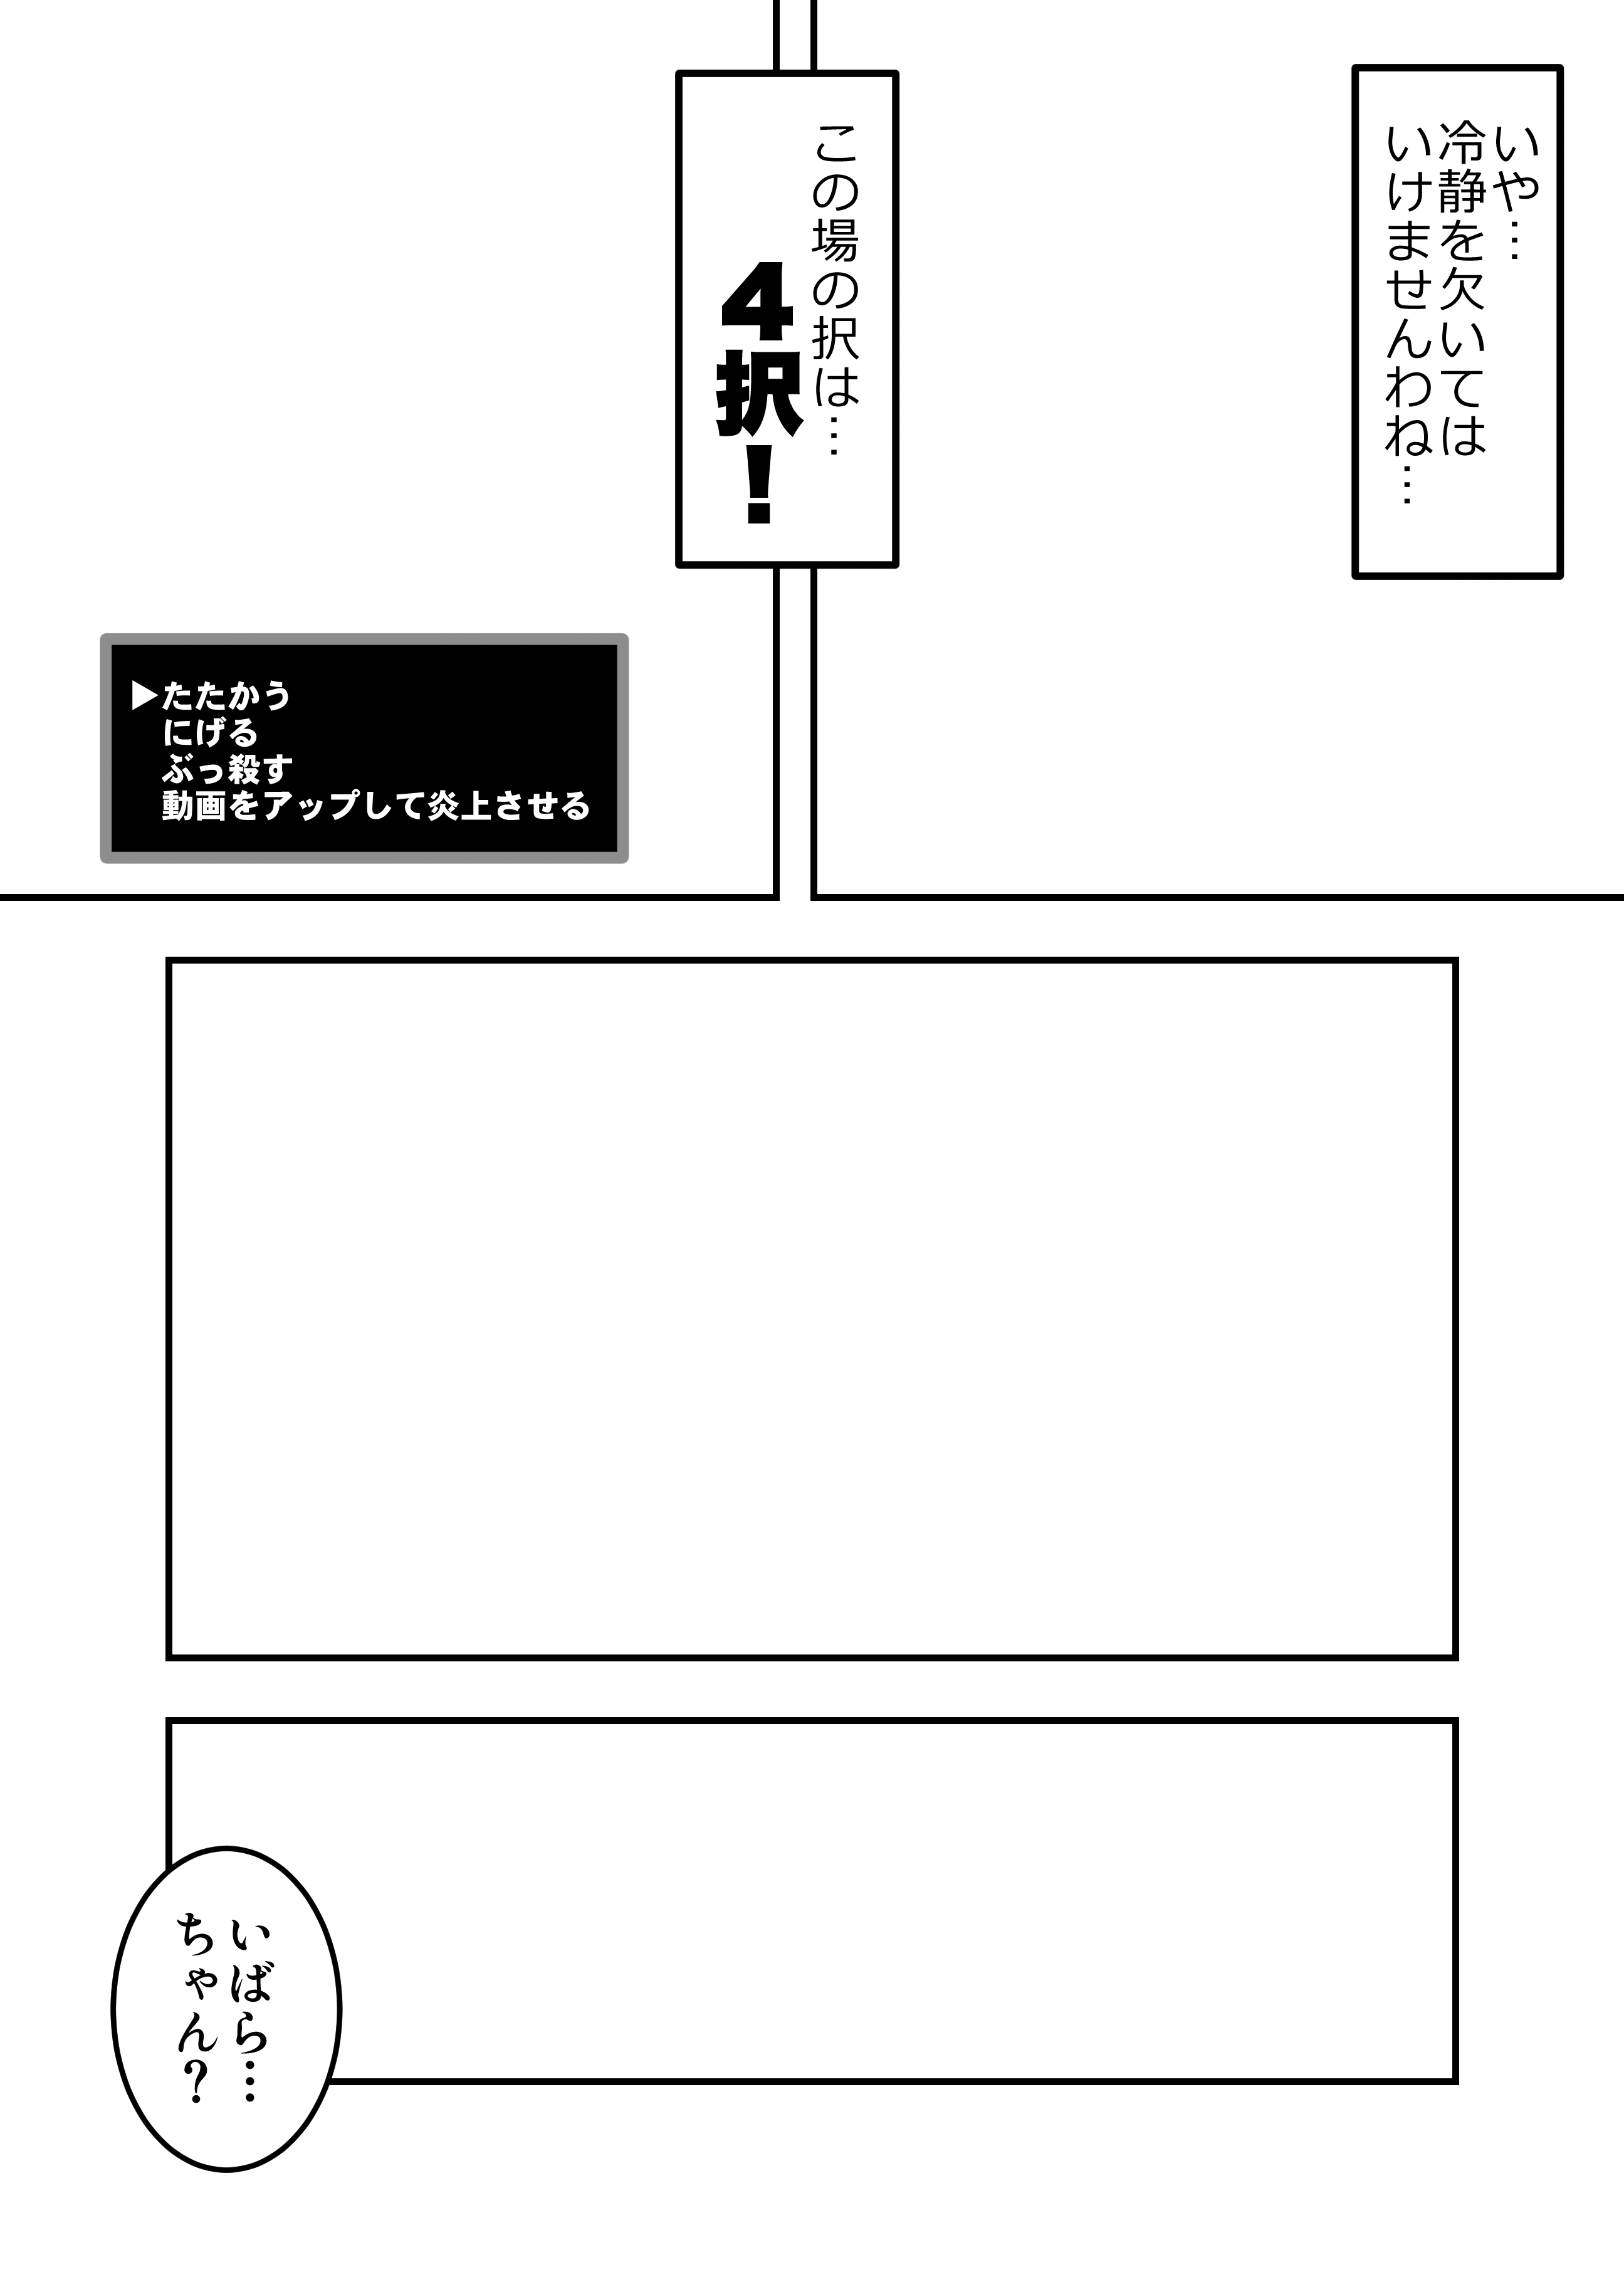 いや…
冷静を欠いては
いけませんわね…
この場の択は…
4択！
▶たたかう
にげる
ぶっ殺す
動画をアップして炎上させる
いばら…
ちゃん？